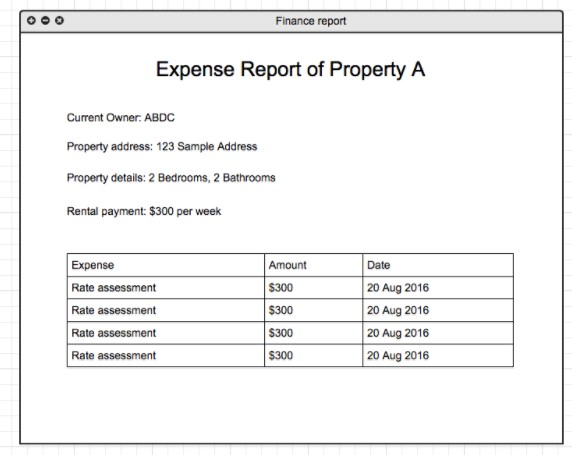 Finance report
Expense Report of Property A
Current Owner: ABDC
Property address: 123 Sample Address
Property details: 2 Bedrooms, 2 Bathrooms
Rental payment: $300 per week
Expense Amount Date
Rate assessment $300 20 Aug 2016
Rate assessment $300 20 Aug 2016
Rate assessment $300 20 Aug 2016
Rate assessment $300 20 Aug 2016